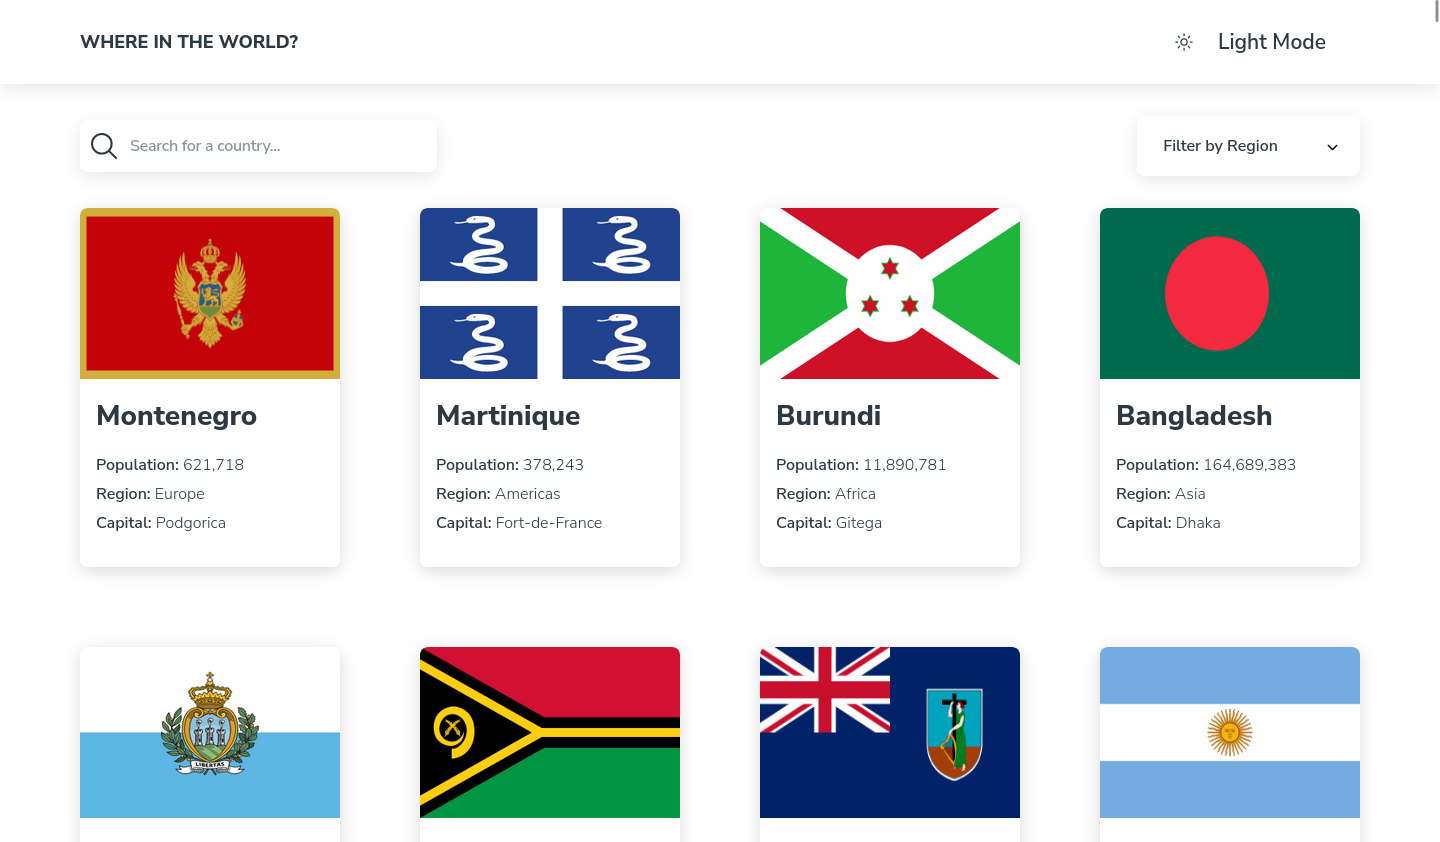 WHERE IN THE WORLD?
Light Mode
Search for a country...
Filter by Region
Montenegro
Population: 621,718
Region: Europe
Capital: Podgorica
Martinique
Population: 378,243
Region: Americas
Capital: Fort-de-France
Burundi
Population: 11,890,781
Region: Africa
Capital: Gitega
Bangladesh
Population: 164,689,383
Region: Asia
Capital: Dhaka
LIBERTAS